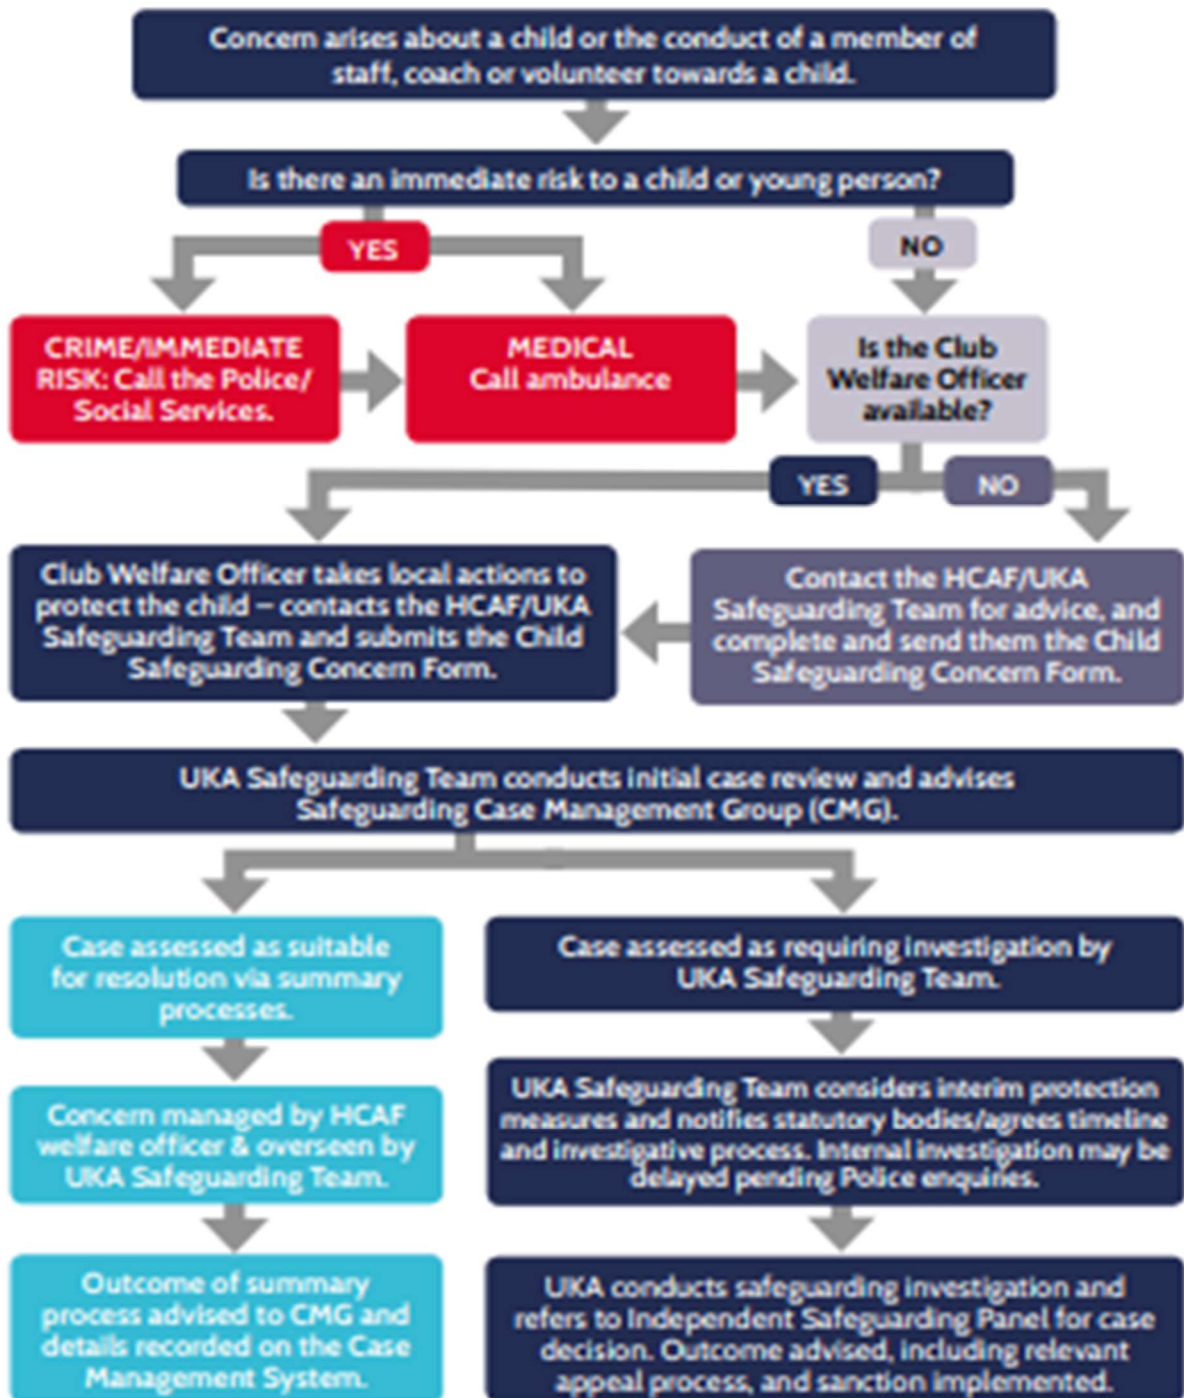 Concern arises about a child or the conduct of a member of
staff, coach or volunteer towards a child.
Is there an immediate risk to a child or young person?
YES
NO
CRIME/IMMEDIATE
RISK: Call the Police/
Social Services.
MEDICAL
Call ambulance
Is the Club
Welfare Officer
available?
YES
NO
Club Welfare Officer takes local actions to
protect the child – contacts the HCAF/UKA
Safeguarding Team and submits the Child
Safeguarding Concern Form.
Contact the HCAF/UKA
Safeguarding Team for advice, and
complete and send them the Child
Safeguarding Concern Form.
UKA Safeguarding Team conducts initial case review and advises
Safeguarding Case Management Group (CMG).
Case assessed as suitable
for resolution via summary
processes.
Case assessed as requiring investigation by
UKA Safeguarding Team.
Concern managed by HCAF
welfare officer & overseen by
UKA Safeguarding Team.
UKA Safeguarding Team considers interim protection
measures and notifies statutory bodies/agrees timeline
and investigative process. Internal investigation may be
delayed pending Police enquiries.
Outcome of summary
process advised to CMG and
details recorded on the Case
Management System.
UKA conducts safeguarding investigation and
refers to Independent Safeguarding Panel for case
decision. Outcome advised, including relevant
appeal process, and sanction implemented.